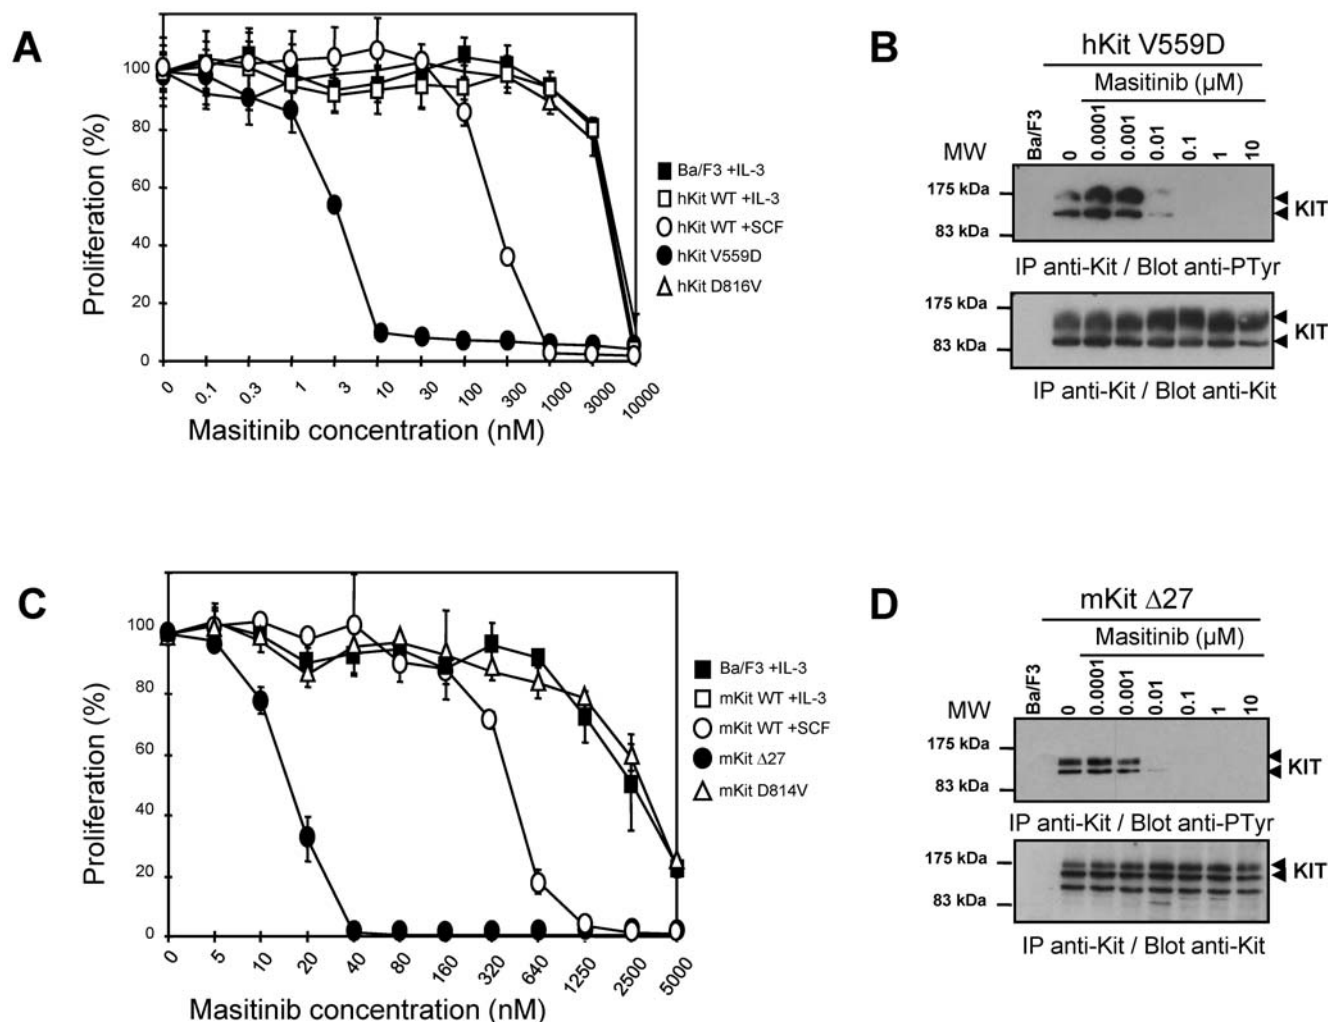 A
100
80
60
40
20
0
Proliferation (%)
0 0.1 0.3 1 3 10 30 100 300 1000 3000 10000
Masitinib concentration (nM)
Ba/F3 +IL-3
hKit WT +IL-3
hKit WT +SCF
hKit V559D
hKit D816V
B
hKit V559D
Masitinib (µM)
MW Ba/F3 0 0.0001 0.001 0.01 0.1 1 10
175 kDa
KIT
83 kDa
IP anti-Kit / Blot anti-PTyr
175 kDa
KIT
83 kDa
IP anti-Kit / Blot anti-Kit
C
100
80
60
40
20
0
Proliferation (%)
0 5 10 20 40 80 160 320 640 1250 2500 5000
Masitinib concentration (nM)
Ba/F3 +IL-3
mKit WT +IL-3
mKit WT +SCF
mKit Δ27
mKit D814V
D
mKit Δ27
Masitinib (µM)
MW Ba/F3 0 0.0001 0.001 0.01 0.1 1 10
175 kDa
KIT
83 kDa
IP anti-Kit / Blot anti-PTyr
175 kDa
KIT
83 kDa
IP anti-Kit / Blot anti-Kit